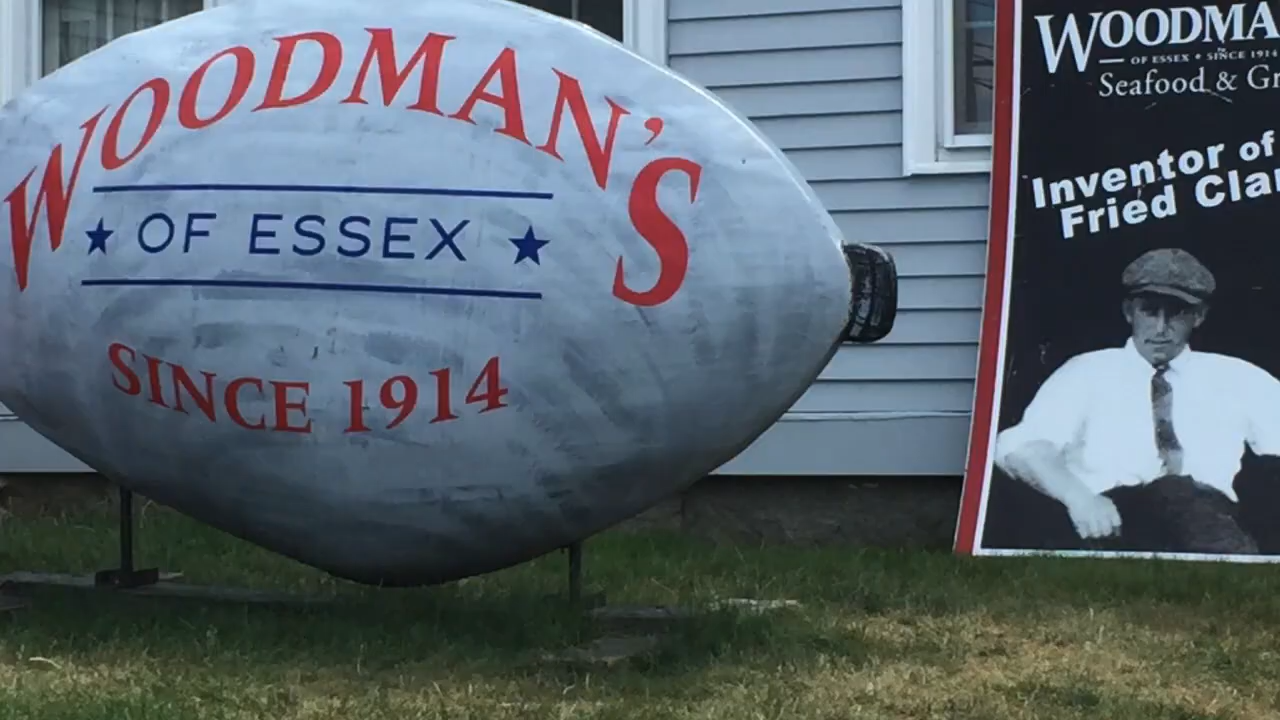 WOODMAN'S
OF ESSEX
SINCE 1914
WOODMA
OF ESSEX • SINCE 1914
Seafood & Gr
Inventor of
Fried Cla